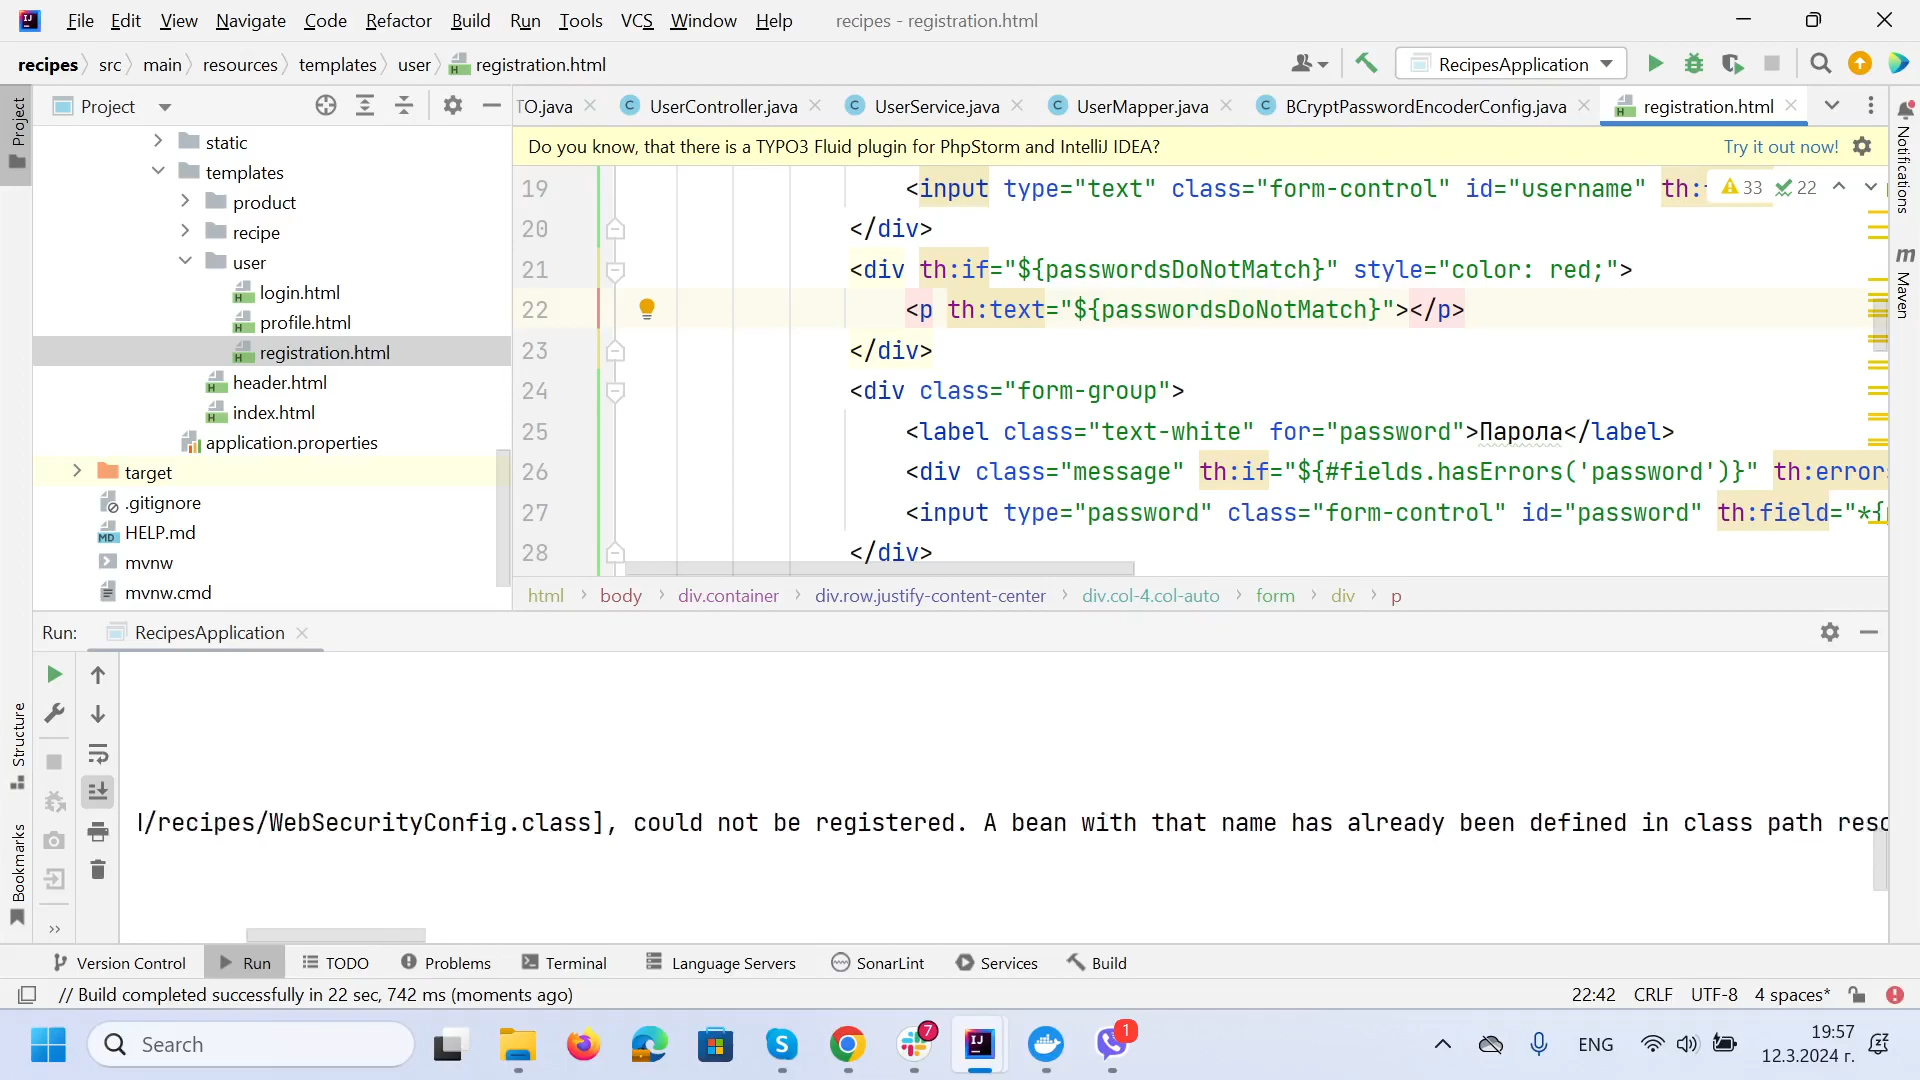 File Edit View Navigate Code Refactor Build Run Tools VCS Window Help recipes - registration.html
recipes src main resources templates user registration.html RecipesApplication
Project TO.java UserController.java UserService.java UserMapper.java BCryptPasswordEncoderConfig.java registration.html
Do you know, that there is a TYPO3 Fluid plugin for PhpStorm and IntelliJ IDEA? Try it out now!
static
templates
product
recipe
user
login.html
profile.html
registration.html
header.html
index.html
application.properties
target
.gitignore
HELP.md
mvnw
mvnw.cmd
19 <input type="text" class="form-control" id="username" th: 33 22
20 </div>
21 <div th:if="${passwordsDoNotMatch}" style="color: red;">
22 <p th:text="${passwordsDoNotMatch}"></p>
23 </div>
24 <div class="form-group">
25 <label class="text-white" for="password">Парола</label>
26 <div class="message" th:if="${#fields.hasErrors('password')}" th:error
27 <input type="password" class="form-control" id="password" th:field="*{
28 </div>
html body div.container div.row.justify-content-center div.col-4.col-auto form div p
Project
Structure
Bookmarks
Notifications
m Maven
Run: RecipesApplication
l/recipes/WebSecurityConfig.class], could not be registered. A bean with that name has already been defined in class path reso
Version Control Run TODO Problems Terminal Language Servers SonarLint Services Build
// Build completed successfully in 22 sec, 742 ms (moments ago) 22:42 CRLF UTF-8 4 spaces*
Search 7 1 ENG 19:57
12.3.2024 г.